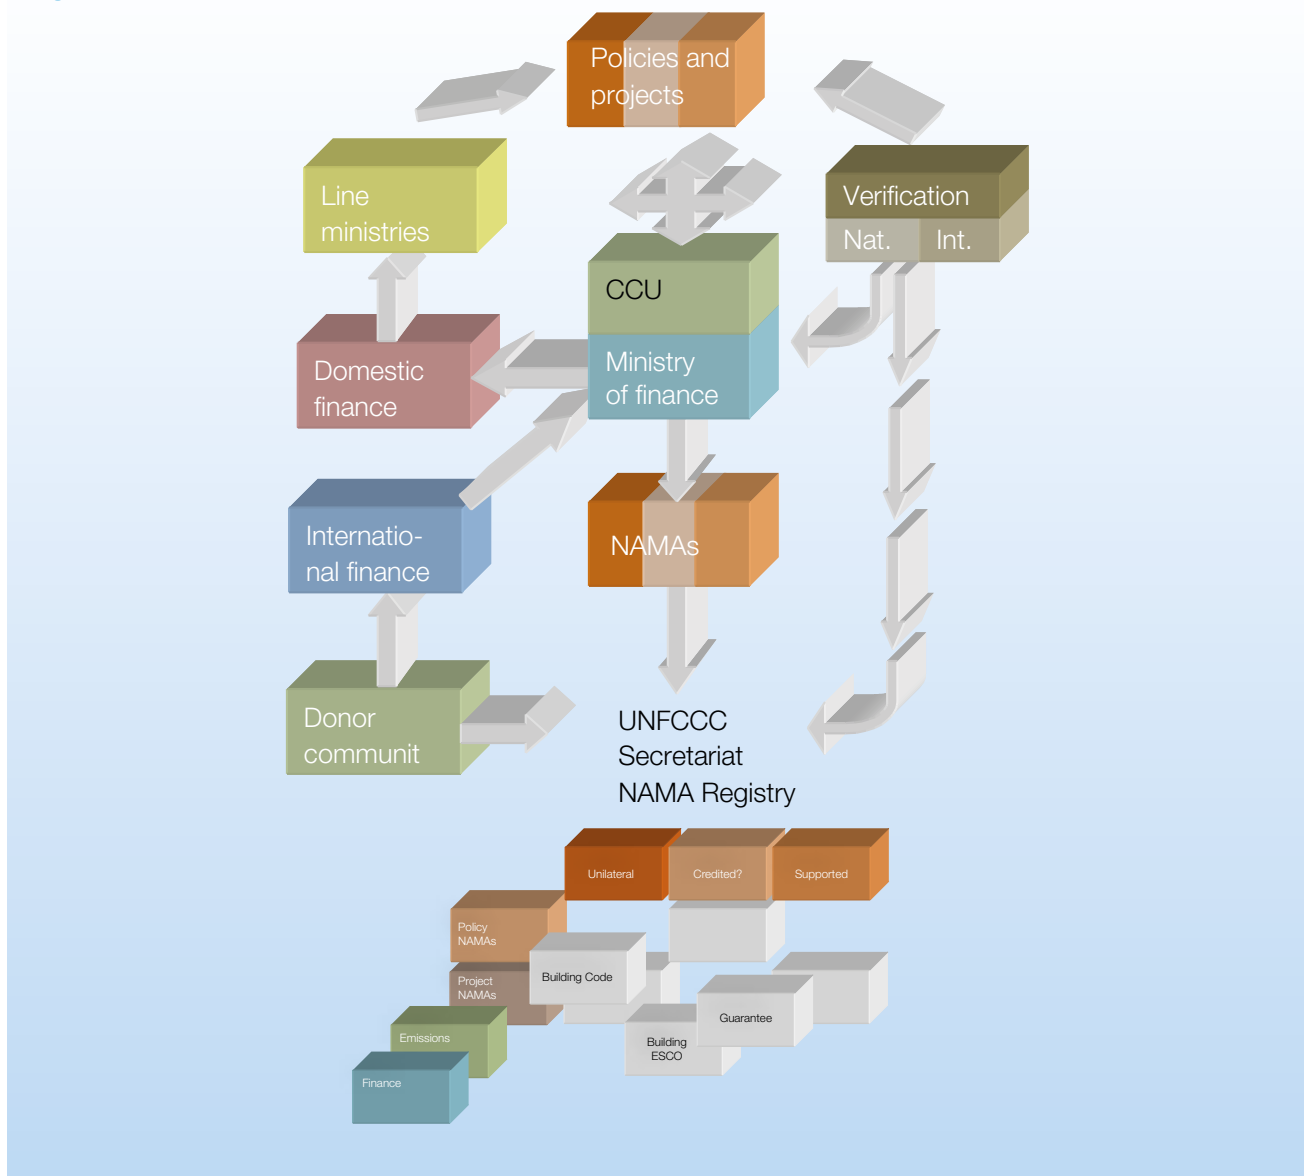 Policies and
projects
Line
ministries
Verification
Nat.
Int.
CCU
Domestic
finance
Ministry
of finance
Internatio-
nal finance
NAMAs
Donor
communit
UNFCCC
Secretariat
NAMA Registry
Unilateral
Credited?
Supported
Policy
NAMAs
Building Code
Project
NAMAs
Guarantee
Emissions
Building
ESCO
Finance